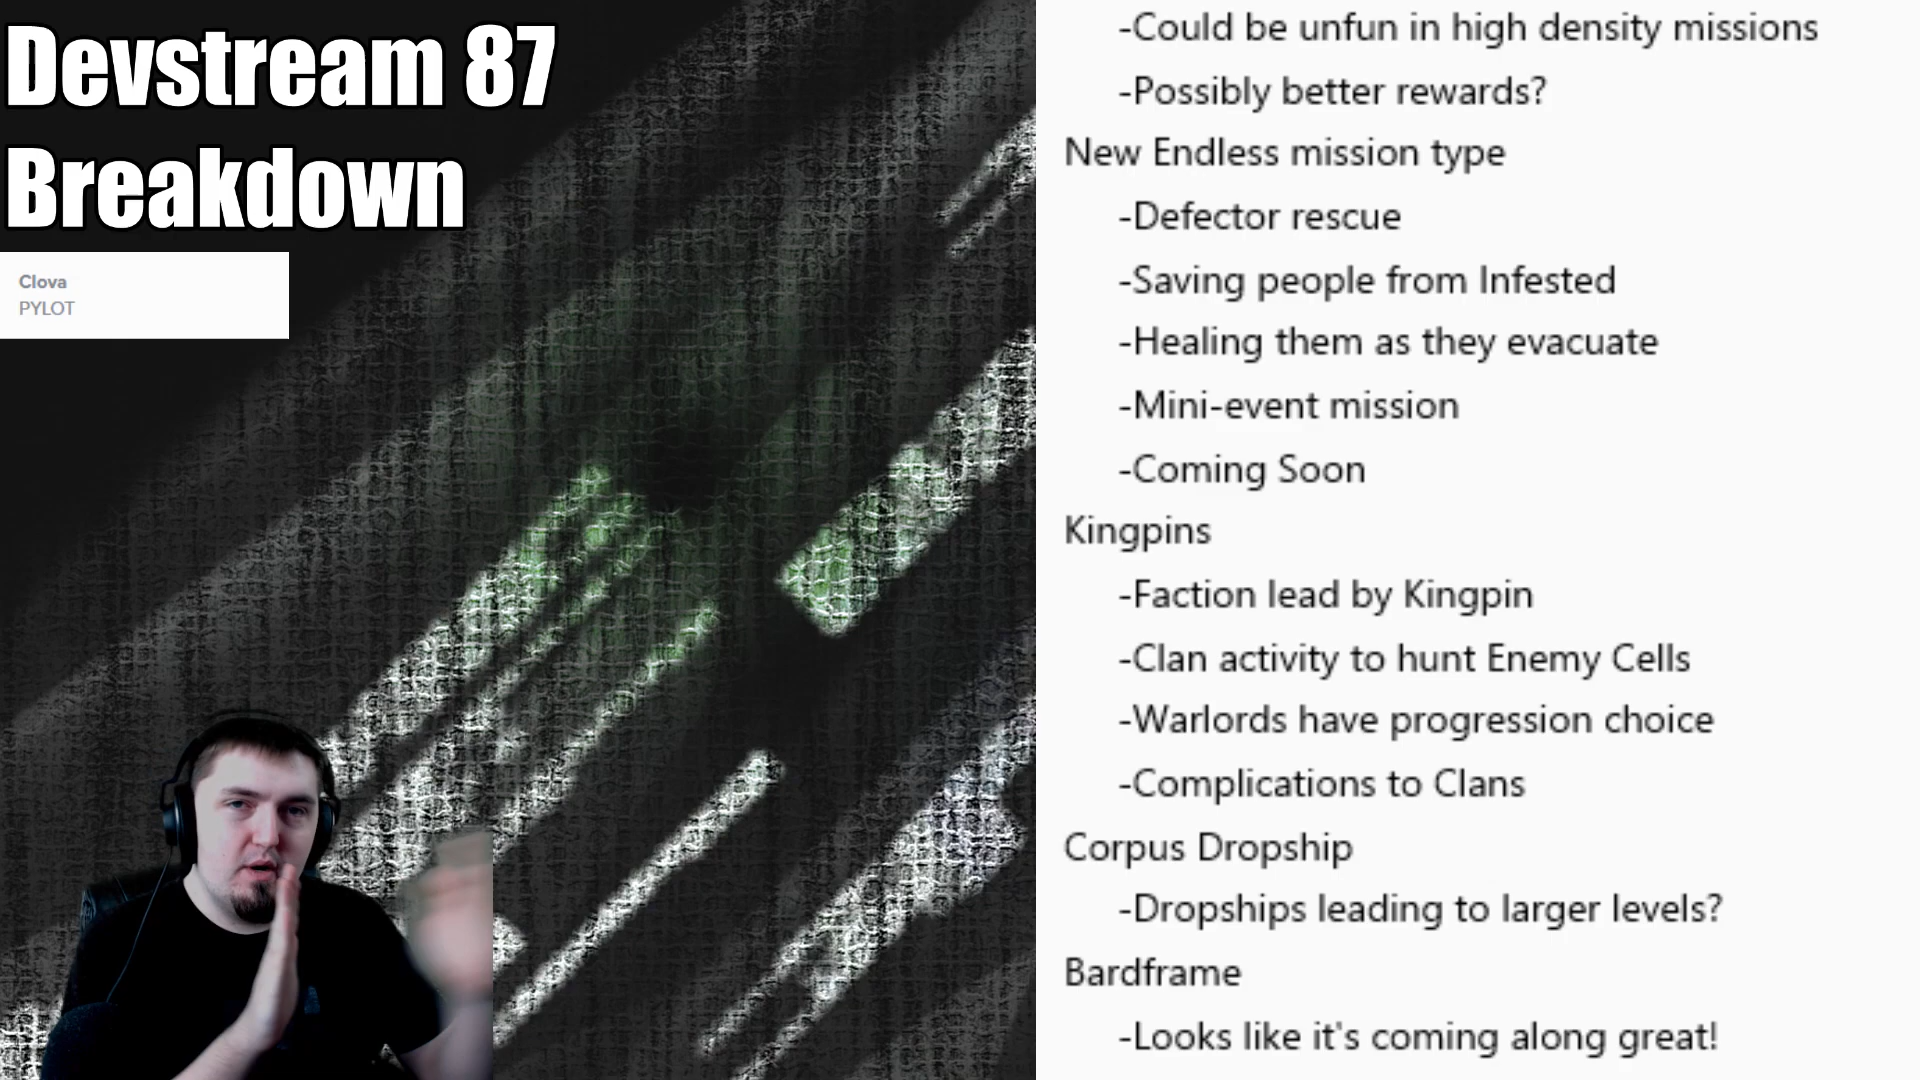 Devstream 87
Breakdown
Clova
PYLOT
-Could be unfun in high density missions
-Possibly better rewards?
New Endless mission type
-Defector rescue
-Saving people from Infested
-Healing them as they evacuate
-Mini-event mission
-Coming Soon
Kingpins
-Faction lead by Kingpin
-Clan activity to hunt Enemy Cells
-Warlords have progression choice
-Complications to Clans
Corpus Dropship
-Dropships leading to larger levels?
Bardframe
-Looks like it's coming along great!